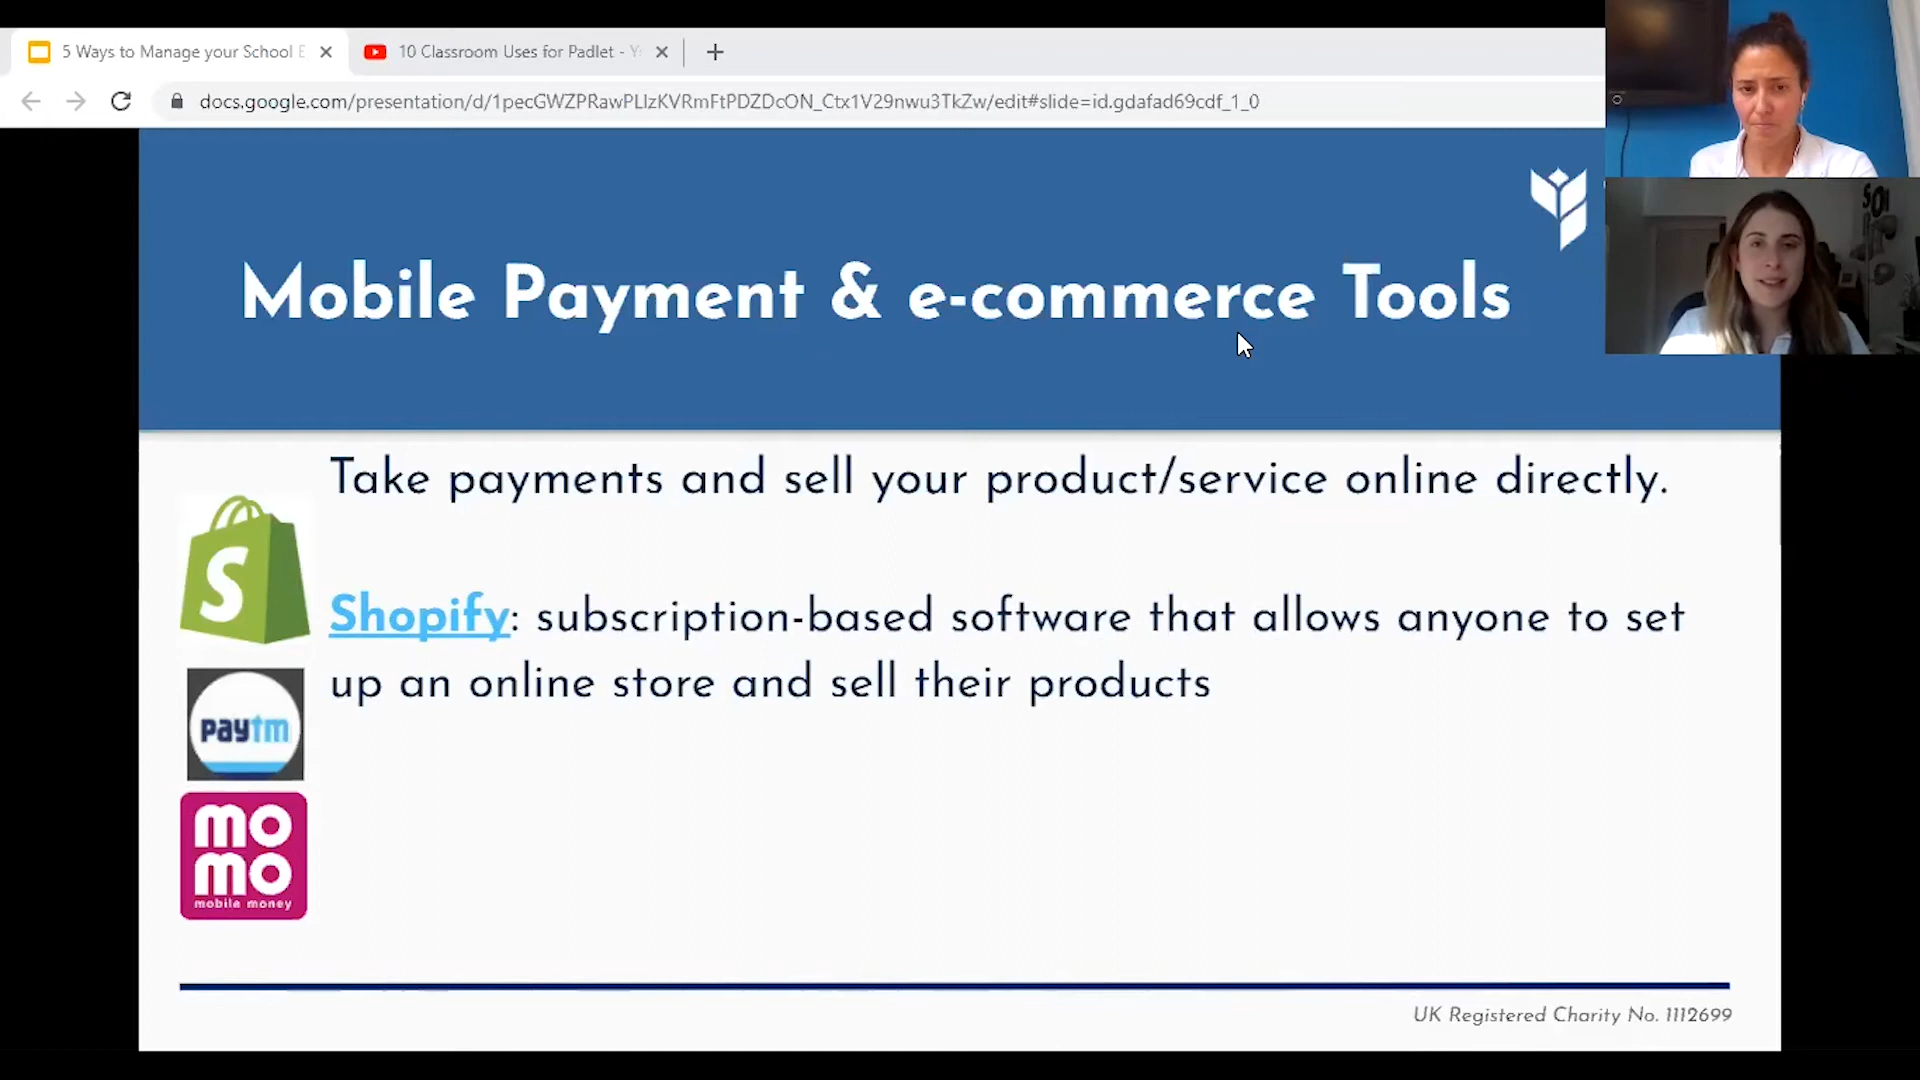 5 Ways to Manage your School E
10 Classroom Uses for Padlet - Y
docs.google.com/presentation/d/1pecGWZPRawPLIzKVRmFtPDZDcON_Ctx1V29nwu3TkZw/edit#slide=id.gdafad69cdf_1_0
Mobile Payment & e-commerce Tools
Take payments and sell your product/service online directly.
Shopify: subscription-based software that allows anyone to set
up an online store and sell their products
S
paytm
mo
mo
mobile money
UK Registered Charity No. 1112699